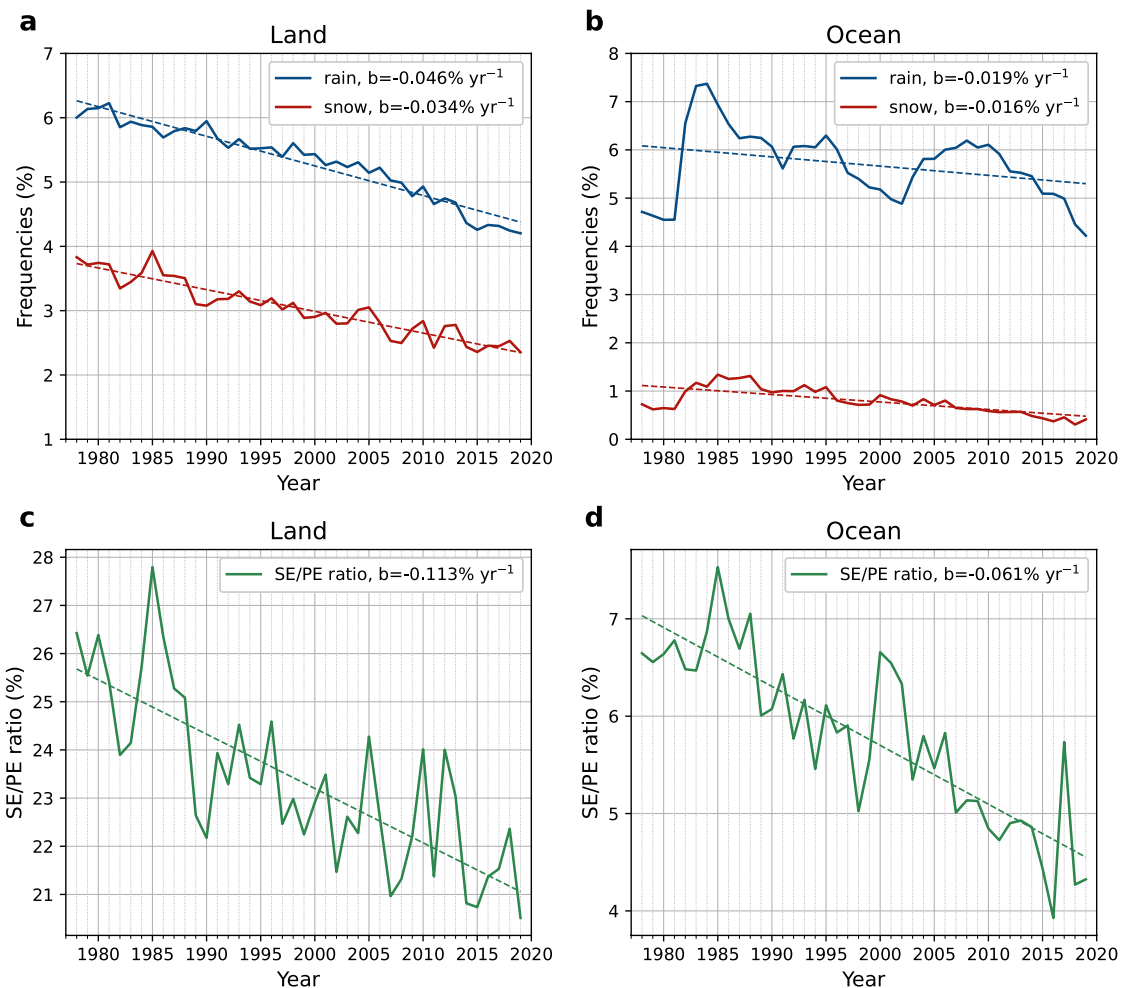 a
Land
7
6
5
4
3
2
1
Frequencies (%)
rain, b=-0.046% yr⁻¹
snow, b=-0.034% yr⁻¹
1980 1985 1990 1995 2000 2005 2010 2015 2020
Year
b
Ocean
8
7
6
5
4
3
2
1
0
Frequencies (%)
rain, b=-0.019% yr⁻¹
snow, b=-0.016% yr⁻¹
1980 1985 1990 1995 2000 2005 2010 2015 2020
Year
c
Land
28
27
26
25
24
23
22
21
SE/PE ratio (%)
SE/PE ratio, b=-0.113% yr⁻¹
1980 1985 1990 1995 2000 2005 2010 2015 2020
Year
d
Ocean
7
6
5
4
SE/PE ratio (%)
SE/PE ratio, b=-0.061% yr⁻¹
1980 1985 1990 1995 2000 2005 2010 2015 2020
Year